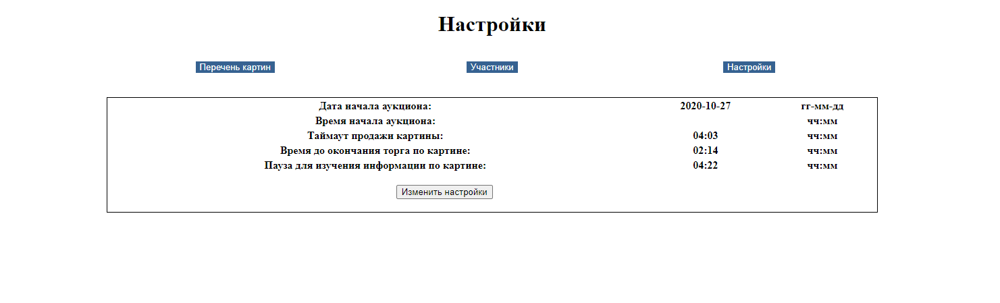 Настройки
Перечень картин Участники Настройки
Дата начала аукциона: 2020-10-27 гг-мм-дд
Время начала аукциона: чч:мм
Таймаут продажи картины: 04:03 чч:мм
Время до окончания торга по картине: 02:14 чч:мм
Пауза для изучения информации по картине: 04:22 чч:мм
Изменить настройки